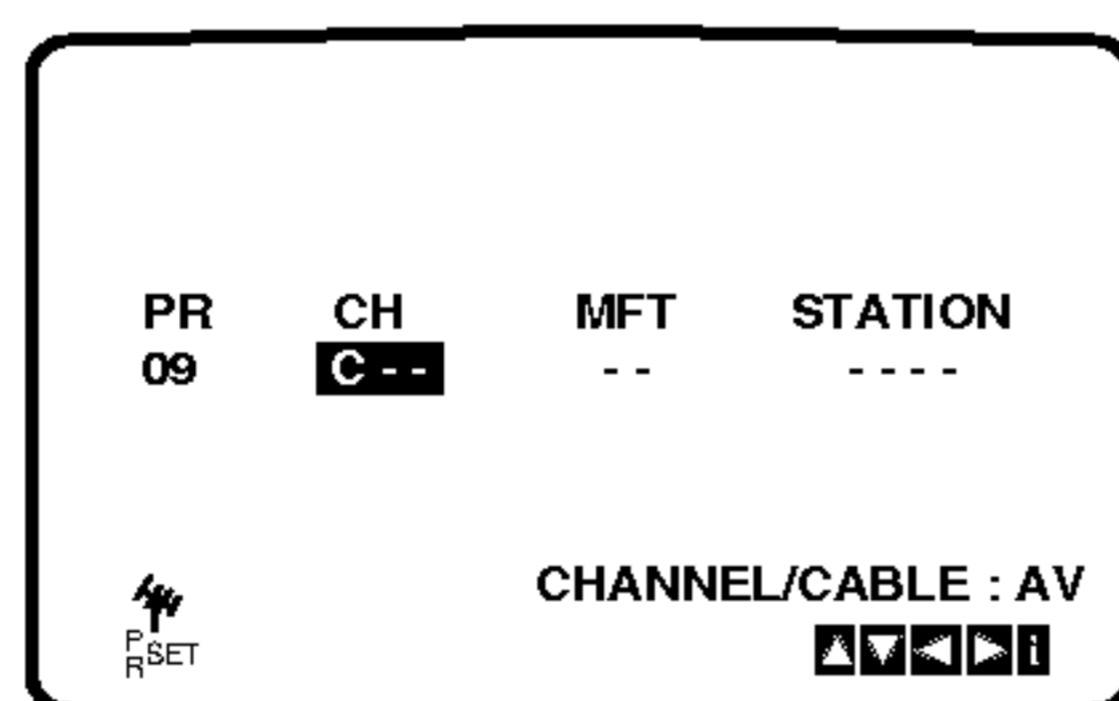 PR CH MFT STATION
09 C - - - - - - - -
CHANNEL/CABLE : AV
PR SET
i